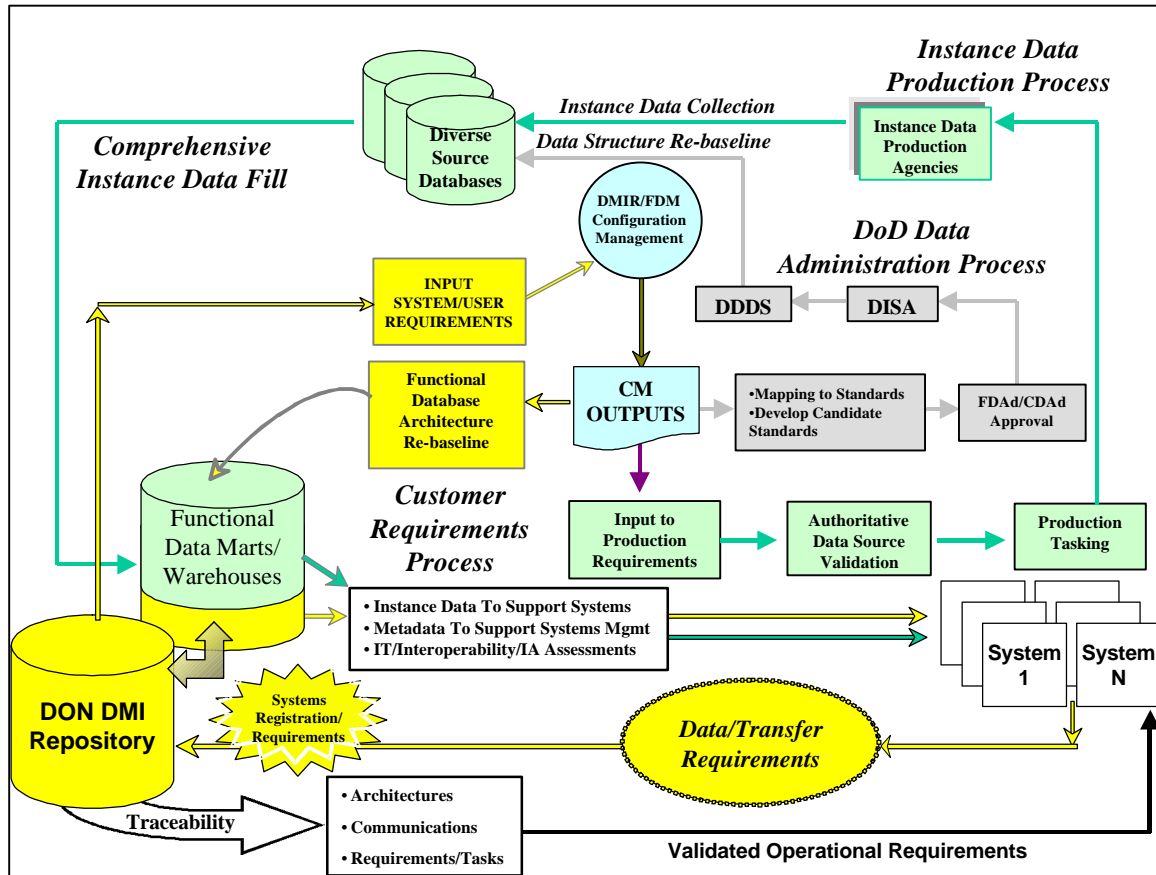 Instance Data
Production Process
Instance Data Collection
Instance Data
Production
Agencies
Data Structure Re-baseline
Diverse
Source
Databases
Comprehensive
Instance Data Fill
DMIR/FDM
Configuration
Management
DoD Data
Administration Process
INPUT
SYSTEM/USER
REQUIREMENTS
DDDS
DISA
Functional
Database
Architecture
Re-baseline
CM
OUTPUTS
•Mapping to Standards
•Develop Candidate
Standards
FDAd/CDAd
Approval
Customer
Requirements
Process
Functional
Data Marts/
Warehouses
Input to
Production
Requirements
Authoritative
Data Source
Validation
Production
Tasking
• Instance Data To Support Systems
• Metadata To Support Systems Mgmt
• IT/Interoperability/IA Assessments
System
1
System
N
DON DMI
Repository
Systems
Registration/
Requirements
Data/Transfer
Requirements
Traceability
• Architectures
• Communications
• Requirements/Tasks
Validated Operational Requirements